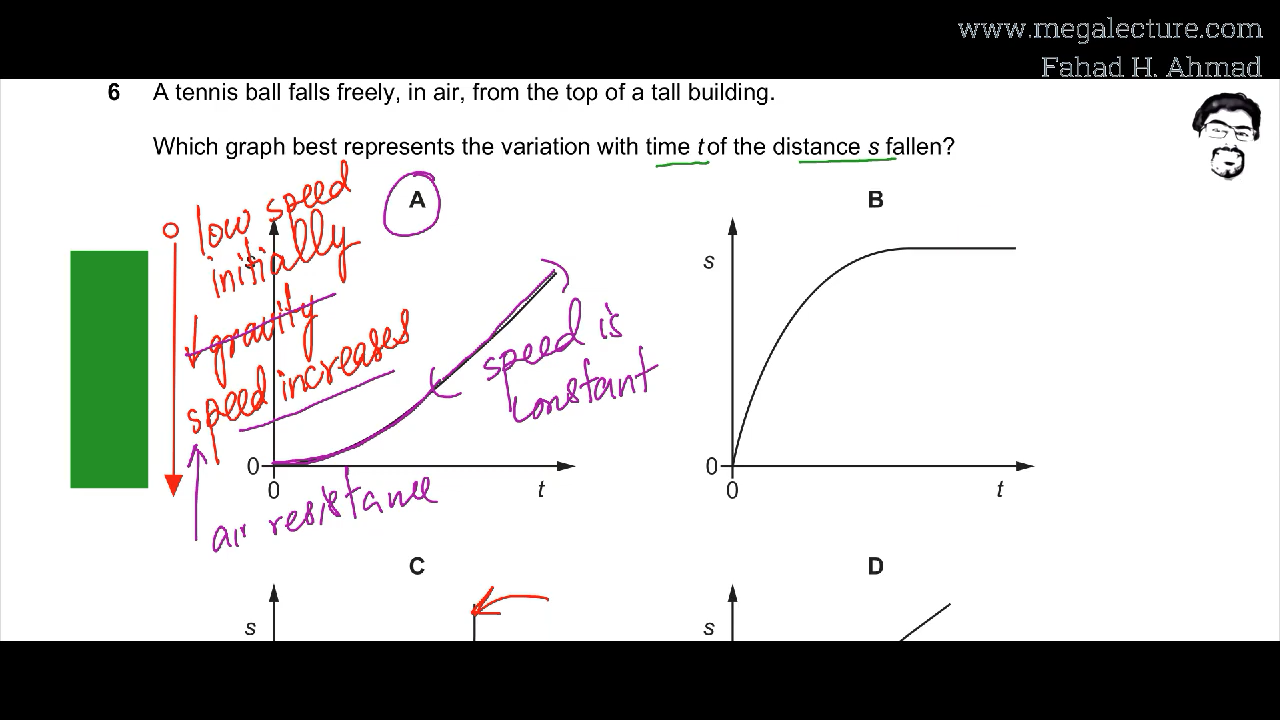 www.megalecture.com
Fahad H. Ahmad
6 A tennis ball falls freely, in air, from the top of a tall building.
Which graph best represents the variation with time t of the distance s fallen?
A
B
low speed
initially
s
s
gravity
speed increases
speed is
constant
0
0
0
t
0
t
air resistance
C
D
s
s